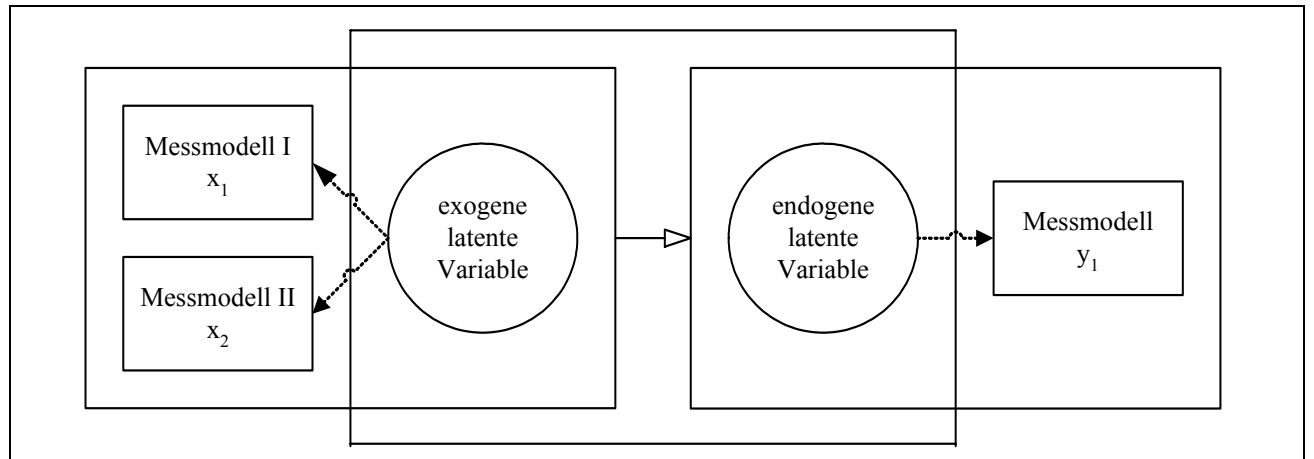 Messmodell I
x₁
Messmodell II
x₂
exogene
latente
Variable
endogene
latente
Variable
Messmodell
y₁